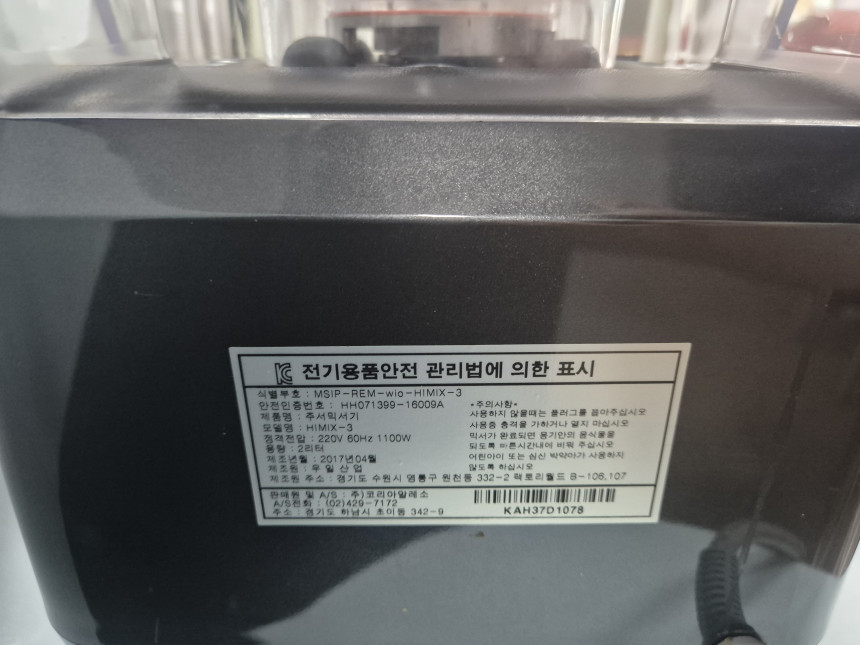 전기용품안전 관리법에 의한 표시
식별부호 : MSIP-REM-wio-HIMIX-3
안전인증번호 : HH071399-16009A
제품명 : 주서믹서기
모델명 : HIMIX-3
정격전압 : 220V 60Hz 1100W
용량 : 2리터
제조년월 : 2017년04월
제조원 : 우일 산업
*주의사항*
사용하지 않을때는 플러그를 뽑아주십시오
사용중 충격을 가하거나 열지 마십시오
믹서가 완료되면 용기안의 음식물을
되도록 빠른시간내에 비워 주십시오
어린아이 또는 심신 박약아가 사용하지
않도록 하십시오
제조원 주소 : 경기도 수원시 영통구 원천동 332-2 팩토리월드 B-106,107
판매원 및 A/S : 주)코리아알레소
A/S전화 : (02)429-7172
주소 : 경기도 하남시 초이동 342-9
KAH37D1078